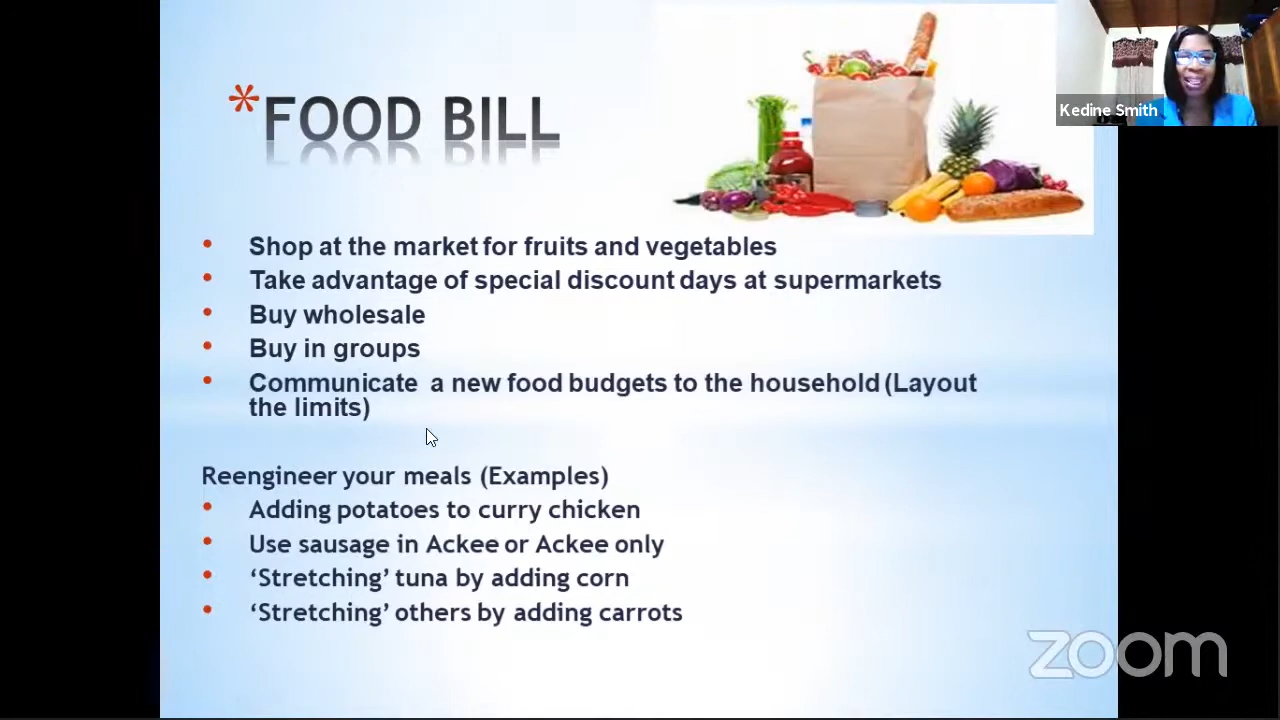 Kedine Smith
*FOOD BILL
• Shop at the market for fruits and vegetables
• Take advantage of special discount days at supermarkets
• Buy wholesale
• Buy in groups
• Communicate a new food budgets to the household (Layout
the limits)
Reengineer your meals (Examples)
• Adding potatoes to curry chicken
• Use sausage in Ackee or Ackee only
• ‘Stretching’ tuna by adding corn
• ‘Stretching’ others by adding carrots
zoom